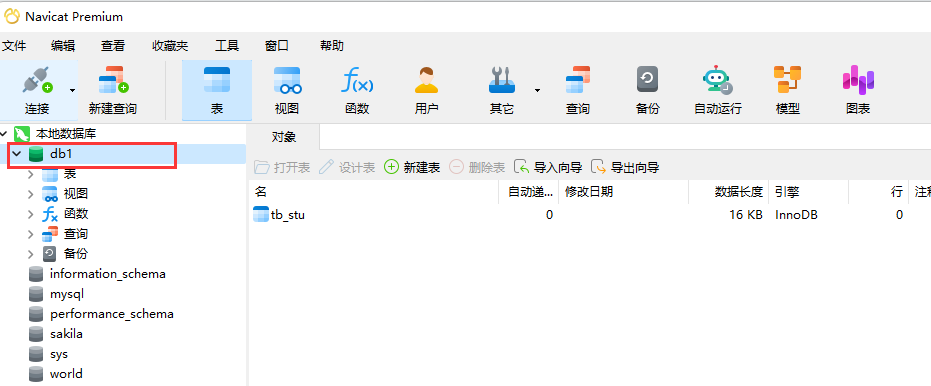 Navicat Premium
文件 编辑 查看 收藏夹 工具 窗口 帮助
连接 新建查询 表 视图 f(x) 函数 用户 其它 查询 备份 自动运行 模型 图表
本地数据库
db1
表
视图
函数
查询
备份
information_schema
mysql
performance_schema
sakila
sys
world
对象
打开表 设计表 新建表 删除表 导入向导 导出向导
名 自动递... 修改日期 数据长度 引擎 行 注释
tb_stu 0 16 KB InnoDB 0